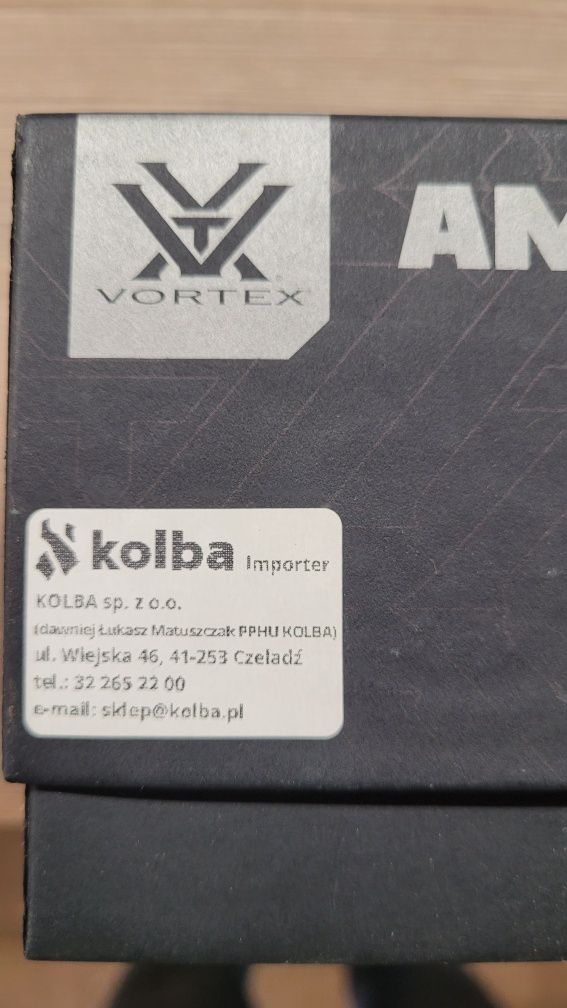 VORTEX
AM
kolba Importer
KOLBA sp. z o.o.
(dawniej Łukasz Matuszczak PPHU KOLBA)
ul. Wiejska 46, 41-253 Czeladź
tel.: 32 265 22 00
e-mail: sklep@kolba.pl